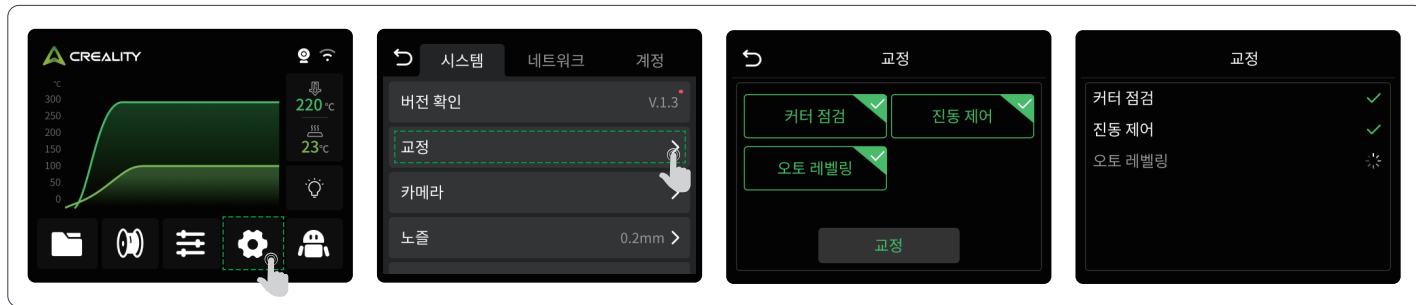 CREALITY
℃
300
250
200
150
100
50
0
220 ℃
23℃
시스템 네트워크 계정
버전 확인 V.1.3
교정
카메라
노즐 0.2mm
교정
커터 점검 진동 제어
오토 레벨링
교정
교정
커터 점검
진동 제어
오토 레벨링